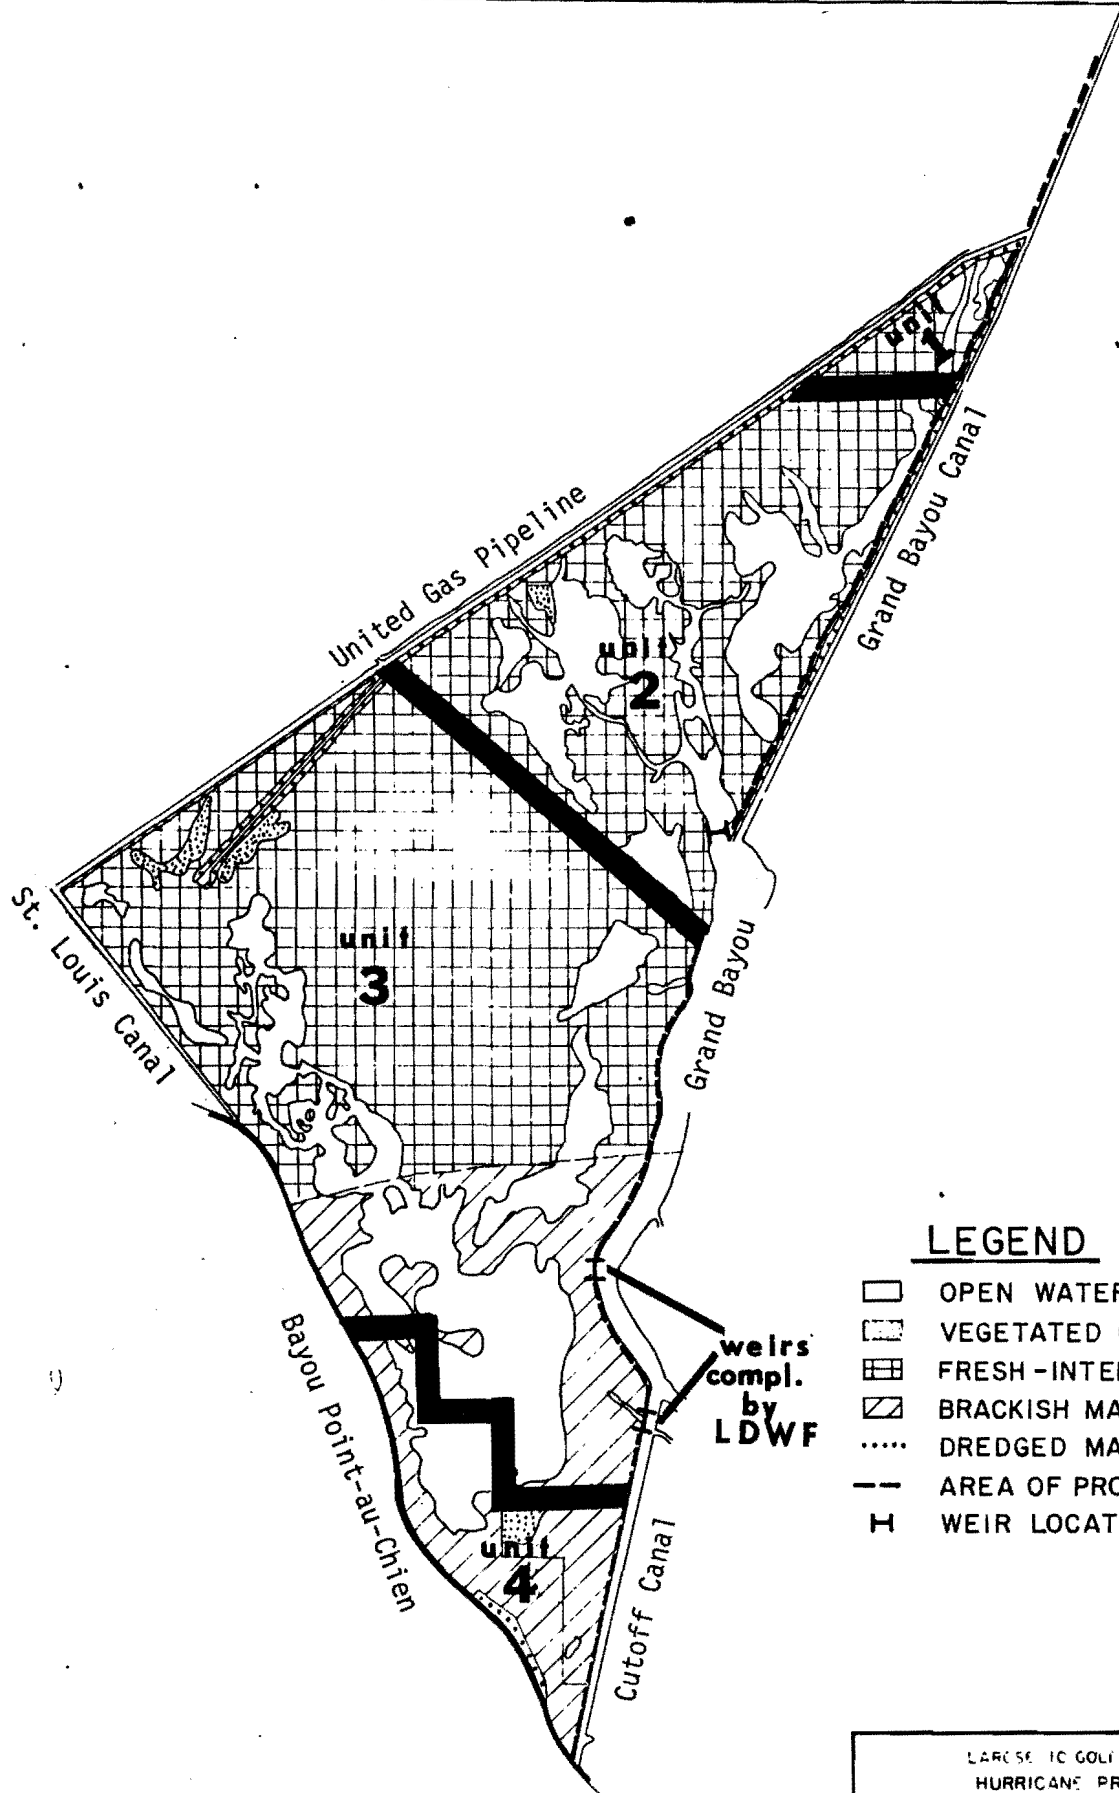 unit
1
Grand Bayou Canal
United Gas Pipeline
unit
2
St. Louis Canal
unit
3
Grand Bayou
LEGEND
OPEN WATER
VEGETATED
FRESH-INTE
BRACKISH MA
DREDGED MA
AREA OF PRO
WEIR LOCAT
weirs
compl.
by
LDWF
Bayou Point-au-Chien
unit
4
Cutoff Canal
HURRICANE PR